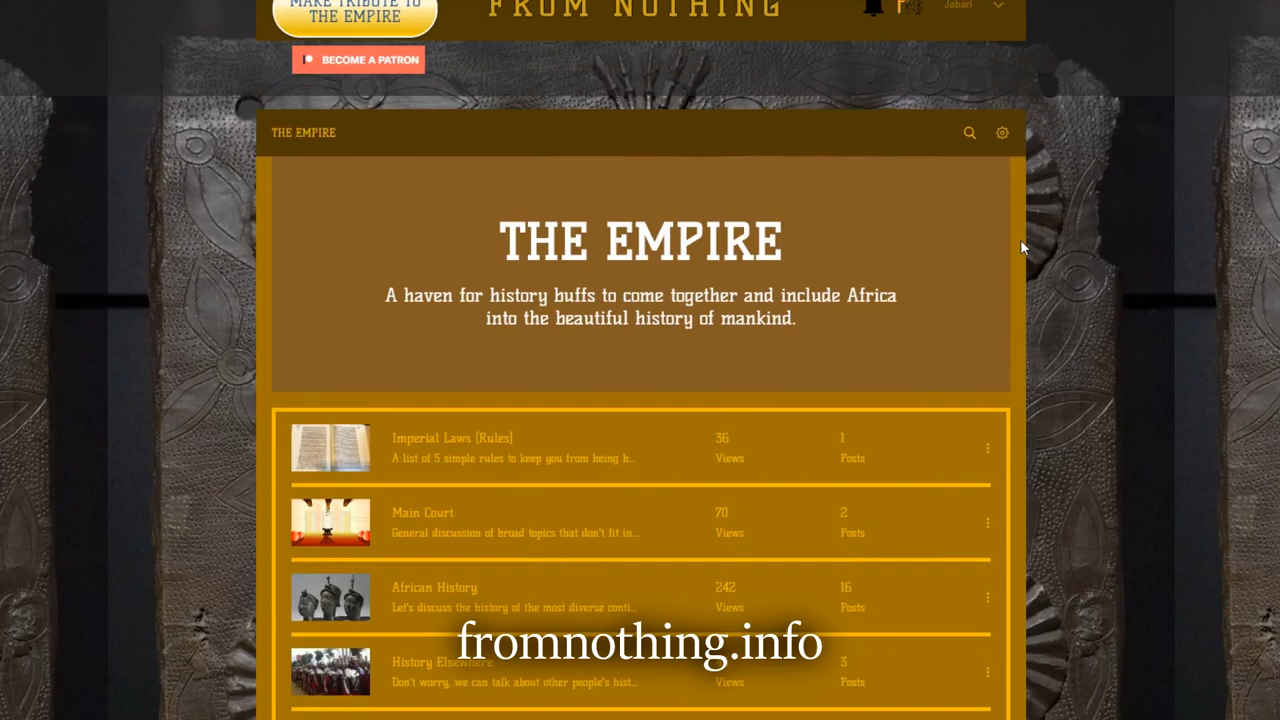 MAKE TRIBUTE TO
THE EMPIRE
FROM NOTHING
Jabari
BECOME A PATRON
THE EMPIRE
THE EMPIRE
A haven for history buffs to come together and include Africa
into the beautiful history of mankind.
Imperial Laws (Rules)
36
1
A list of 5 simple rules to keep you from being b...
Views
Posts
Main Court
70
2
General discussion of broad topics that don't fit in...
Views
Posts
African History
242
16
Let's discuss the history of the most diverse conti...
Views
Posts
fromnothing.info
History Elsewhere
3
Don't worry, we can talk about other people's hist...
Views
Posts